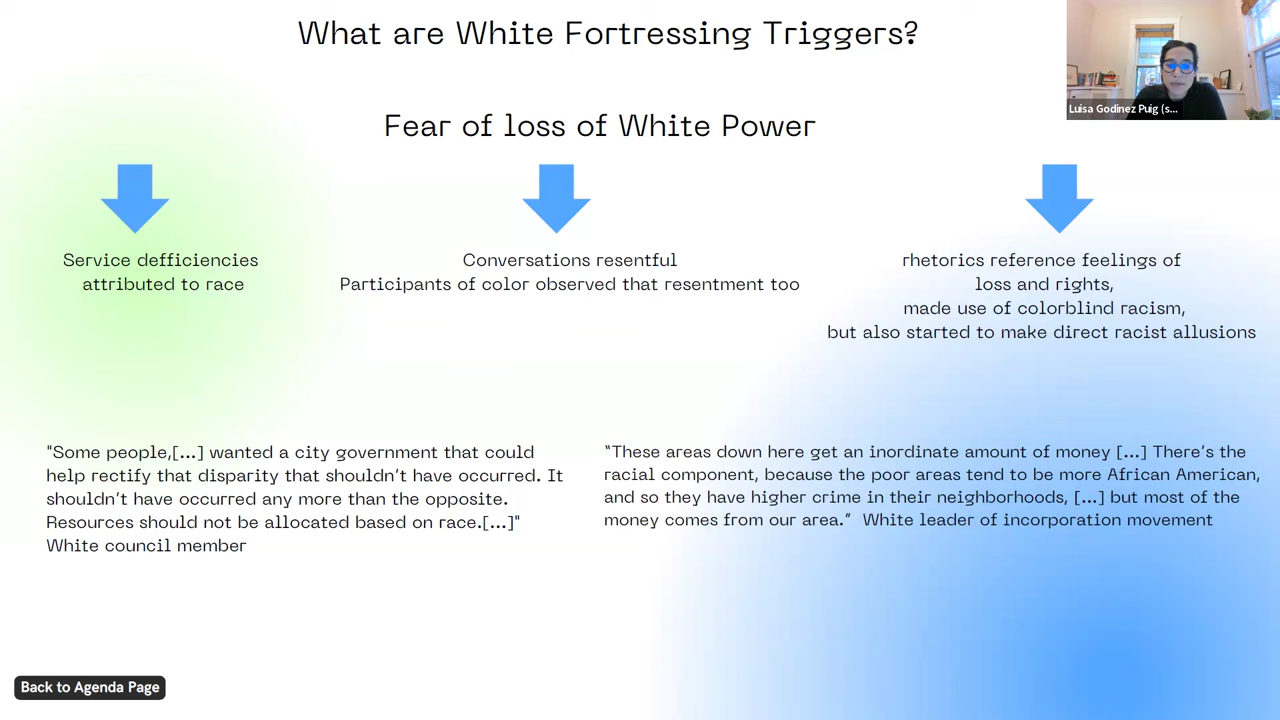 What are White Fortressing Triggers?
Luisa Godinez Puig (s...
Fear of loss of White Power
Service defficiencies
attributed to race
Conversations resentful
Participants of color observed that resentment too
rhetorics reference feelings of
loss and rights,
made use of colorblind racism,
but also started to make direct racist allusions
"Some people,[...] wanted a city government that could
help rectify that disparity that shouldn’t have occurred. It
shouldn’t have occurred any more than the opposite.
Resources should not be allocated based on race.[...]"
White council member
“These areas down here get an inordinate amount of money [...] There’s the
racial component, because the poor areas tend to be more African American,
and so they have higher crime in their neighborhoods, [...] but most of the
money comes from our area.” White leader of incorporation movement
Back to Agenda Page